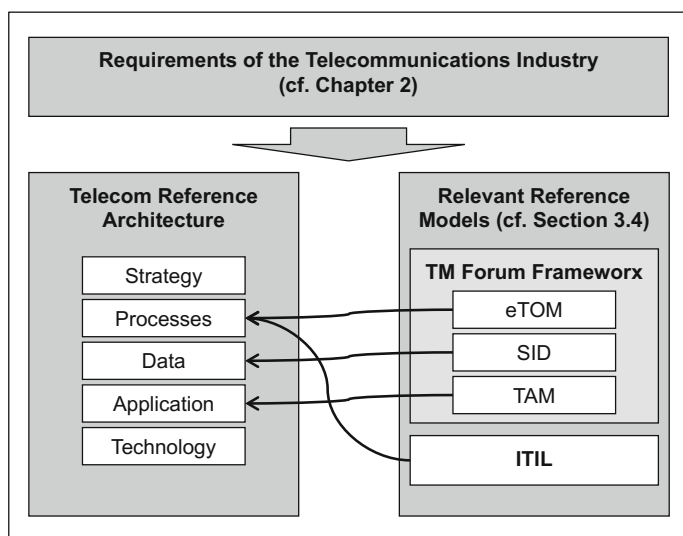 Requirements of the Telecommunications Industry
(cf. Chapter 2)
Telecom Reference
Architecture
Strategy
Processes
Data
Application
Technology
Relevant Reference
Models (cf. Section 3.4)
TM Forum Frameworx
eTOM
SID
TAM
ITIL